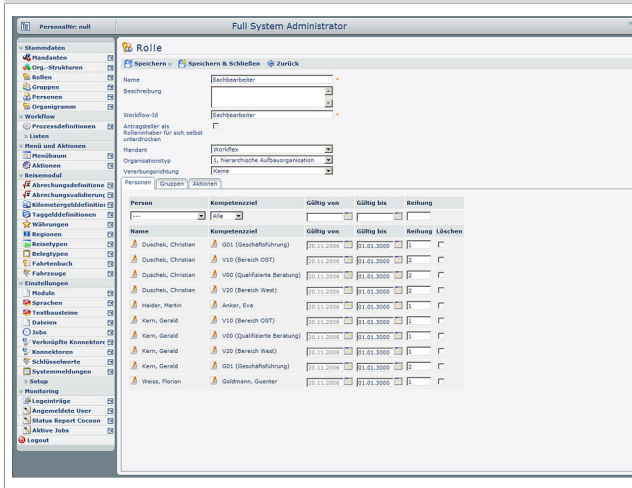 PersonalNr: null
Full System Administrator
Stammdaten
Mandanten
Org.-Strukturen
Rollen
Gruppen
Personen
Organigramm
Workflow
Prozessdefinitionen
» Listen
Menü und Aktionen
Menübaum
Aktionen
Reisemodul
Abrechungsdefinitione
Abrechungsvalidierung
Kilometergelddefinition
Taggelddefinitionen
Währungen
Regionen
Reisetypen
Belegtypen
Fahrtenbuch
Fahrzeuge
Einstellungen
Module
Sprachen
Textbausteine
Dateien
Jobs
Verknüpfte Konnektore
Konnektoren
Schlüsselwerte
Systemmeldungen
» Setup
Monitoring
Logeinträge
Angemeldete User
Status Report Cocoon
Aktive Jobs
Logout
Rolle
Speichern Speichern & Schließen Zurück
Name Sachbearbeiter *
Beschreibung
Workflow-Id Sachbearbeiter *
Antragsteller als
Rolleninhaber für sich selbst
unterdrücken
Mandant Workflex
Organisationstyp 1, hierarchische Aufbauorganisation
Vererbungsrichtung Keine
Personen Gruppen Aktionen
Person Kompetenzziel Gültig von Gültig bis Reihung
--- Alle
Name Kompetenzziel Gültig von Gültig bis Reihung Löschen
Duschek, Christian G01 (Geschäftsführung) 20.11.2006 01.01.3000 1
Duschek, Christian V10 (Bereich OST) 20.11.2006 01.01.3000 2
Duschek, Christian V00 (Qualifizierte Beratung) 20.11.2006 01.01.3000 2
Duschek, Christian V20 (Bereich West) 20.11.2006 01.01.3000 2
Haider, Martin Anker, Eva 20.11.2006 01.01.3000 1
Kern, Gerald V10 (Bereich OST) 20.11.2006 01.01.3000 1
Kern, Gerald V00 (Qualifizierte Beratung) 20.11.2006 01.01.3000 1
Kern, Gerald V20 (Bereich West) 20.11.2006 01.01.3000 1
Kern, Gerald G01 (Geschäftsführung) 20.11.2006 01.01.3000 2
Weiss, Florian Goldmann, Guenter 20.11.2006 01.01.3000 1